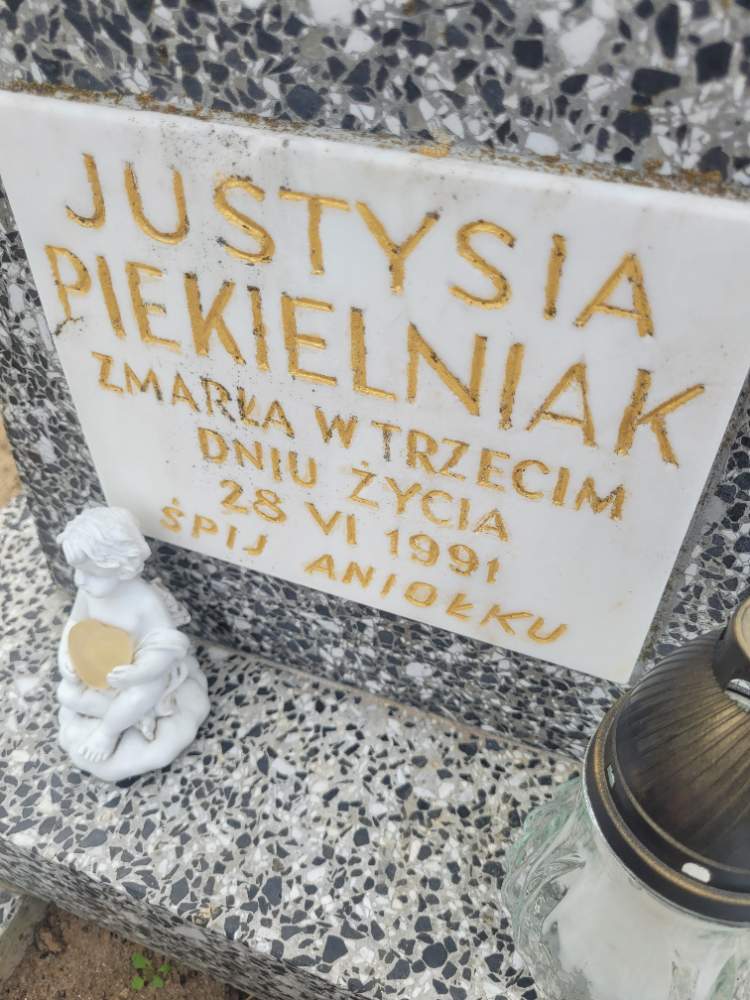 JUSTYSIA
PIEKIELNIAK
ZMARŁA W TRZECIM
DNIU ŻYCIA
28 VI 1991
ŚPIJ ANIOŁKU